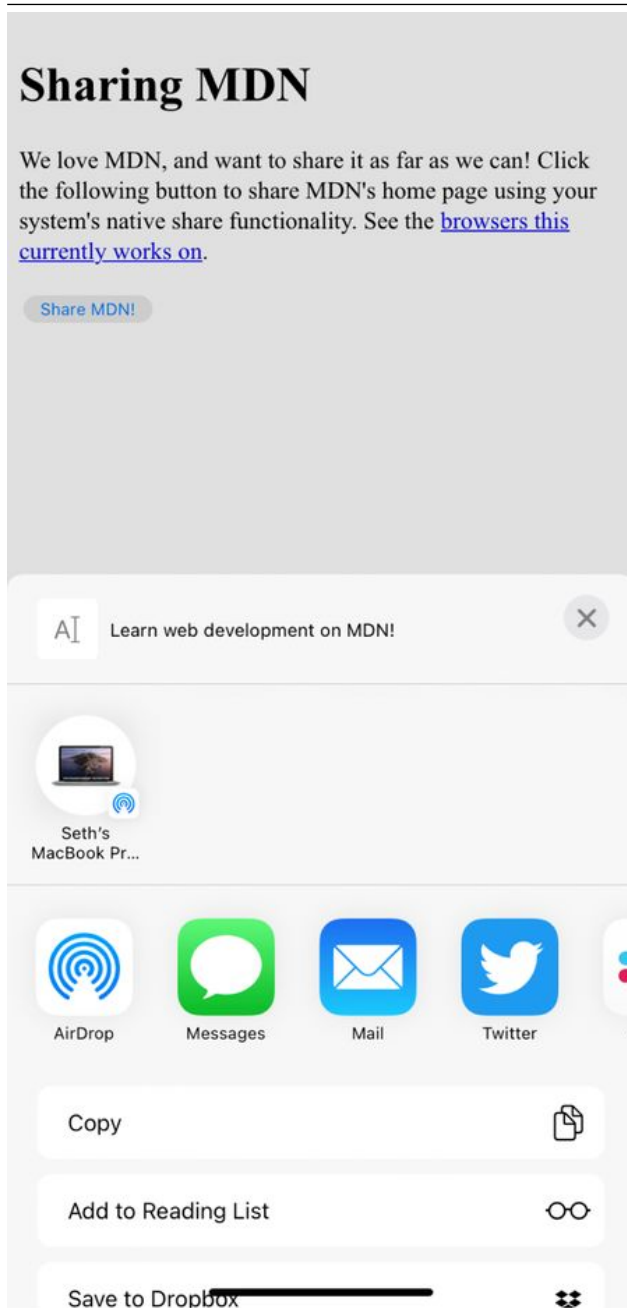 Sharing MDN
We love MDN, and want to share it as far as we can! Click
the following button to share MDN's home page using your
system's native share functionality. See the browsers this
currently works on.
Share MDN!
A
Learn web development on MDN!
Seth's
MacBook Pr...
AirDrop
Messages
Mail
Twitter
Copy
Add to Reading List
Save to Dropbox